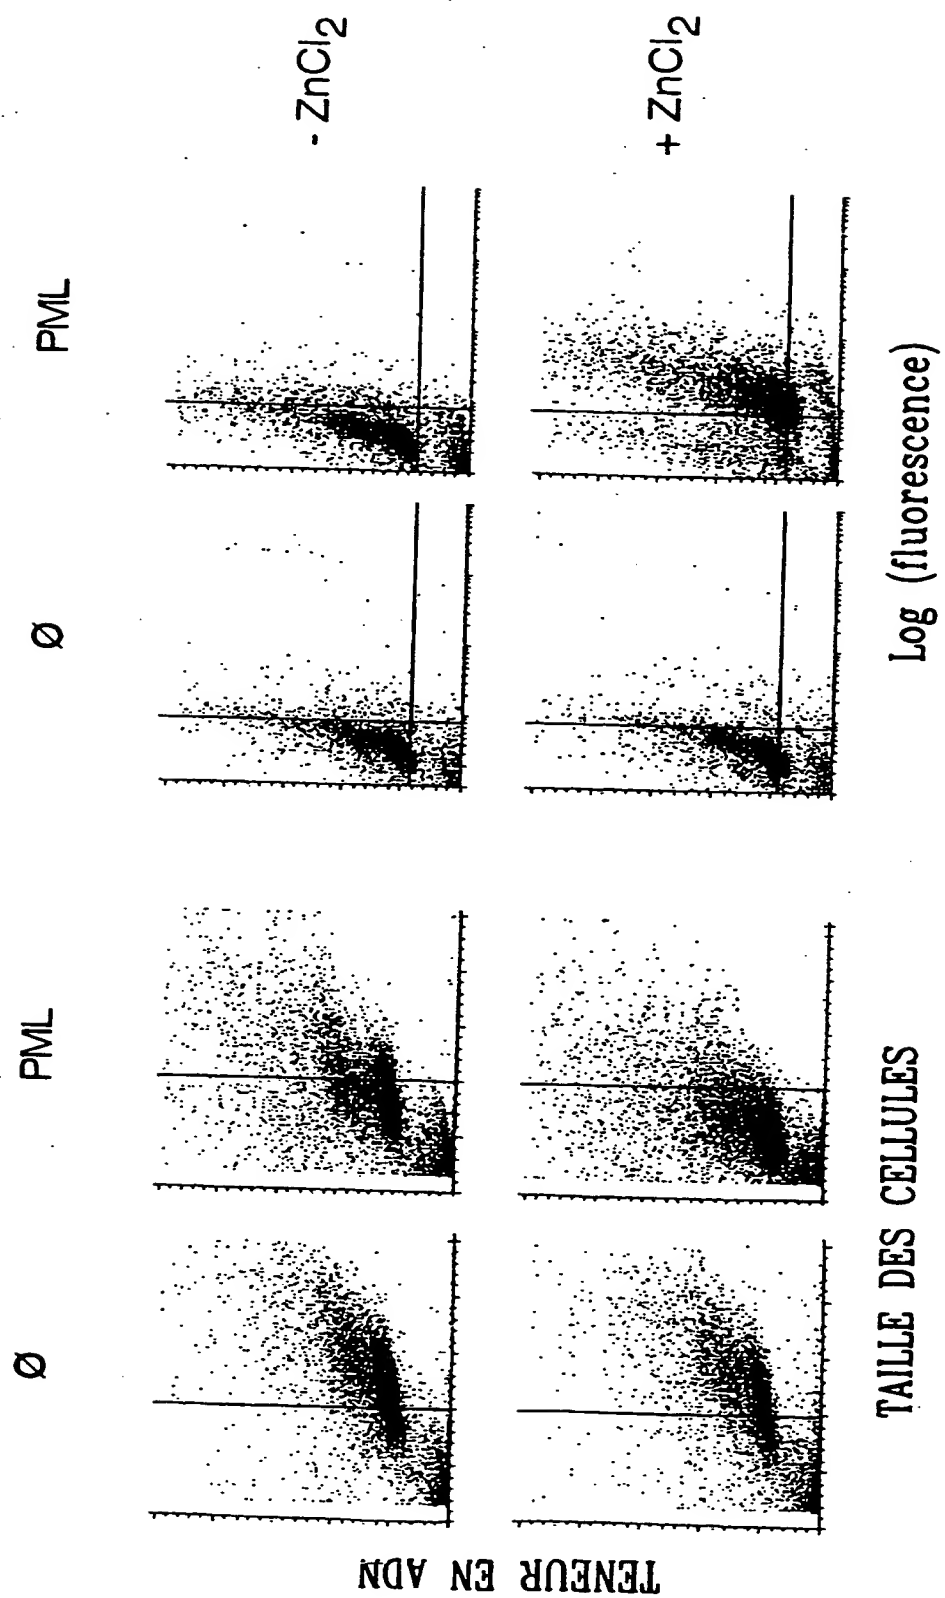 Ø
PML
Ø
PML
- ZnCl2
+ ZnCl2
TENEUR EN ADN
TAILLE DES CELLULES
Log (fluorescence)